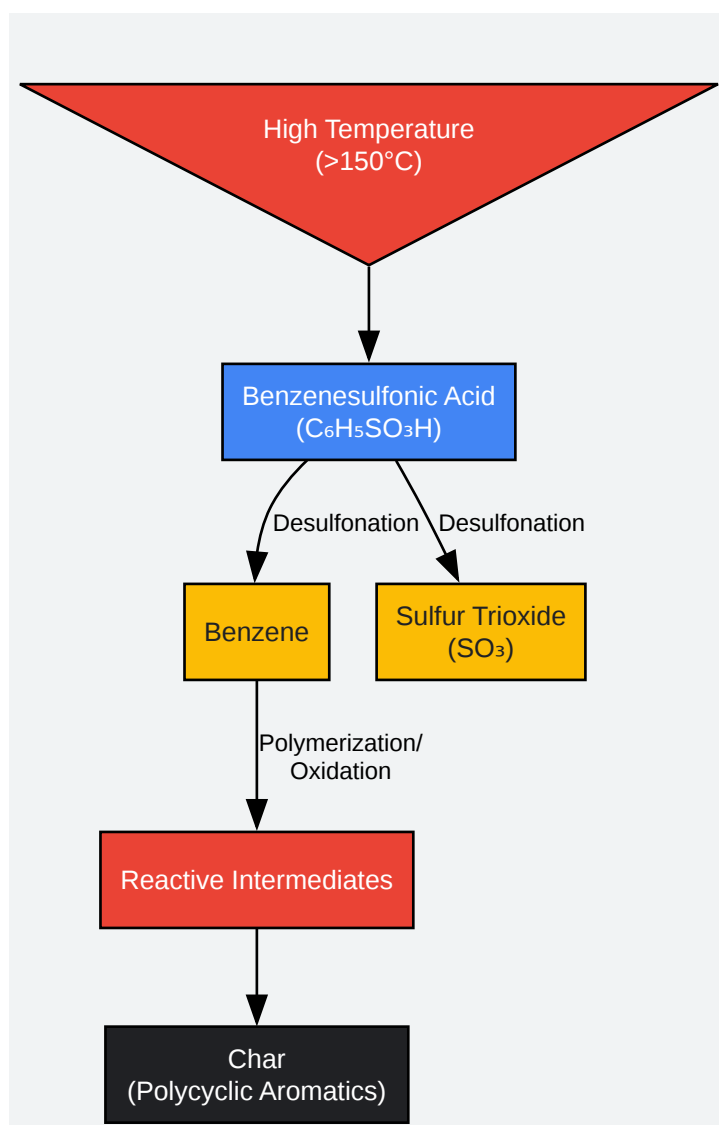 High Temperature
(>150°C)
Benzenesulfonic Acid
(C₆H₅SO₃H)
Desulfonation
Desulfonation
Benzene
Sulfur Trioxide
(SO₃)
Polymerization/
Oxidation
Reactive Intermediates
Char
(Polycyclic Aromatics)